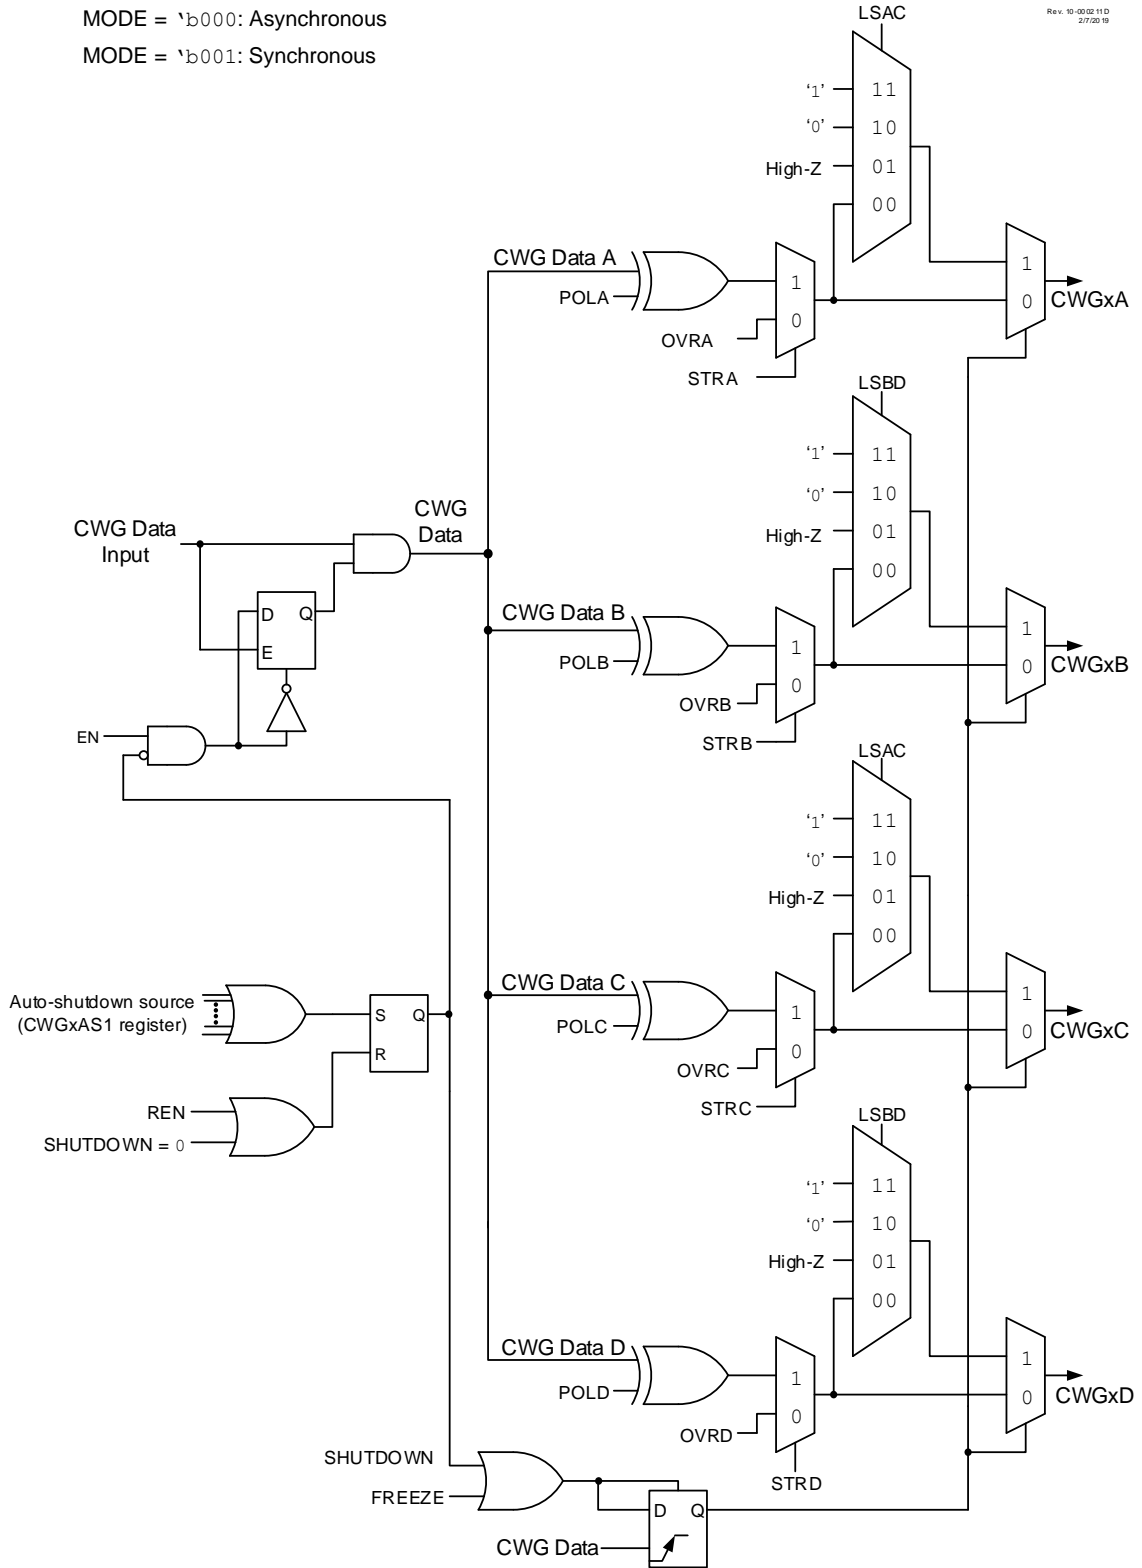 MODE = ‘b000: Asynchronous
MODE = ‘b001: Synchronous
Rev. 10-000211D
2/7/2019
LSAC
‘1’
11
‘0’
10
High-Z
01
00
CWG Data A
POLA
1
0
OVRA
STRA
1
0
CWGxA
LSBD
‘1’
11
‘0’
10
High-Z
01
00
CWG Data
Input
CWG
Data
D
Q
E
EN
CWG Data B
POLB
1
0
OVRB
STRB
1
0
CWGxB
LSAC
‘1’
11
‘0’
10
High-Z
01
00
CWG Data C
POLC
1
0
OVRC
STRC
1
0
CWGxC
Auto-shutdown source
(CWGxAS1 register)
S
Q
R
REN
SHUTDOWN = 0
LSBD
‘1’
11
‘0’
10
High-Z
01
00
CWG Data D
POLD
1
0
OVRD
STRD
1
0
CWGxD
SHUTDOWN
FREEZE
D
Q
CWG Data